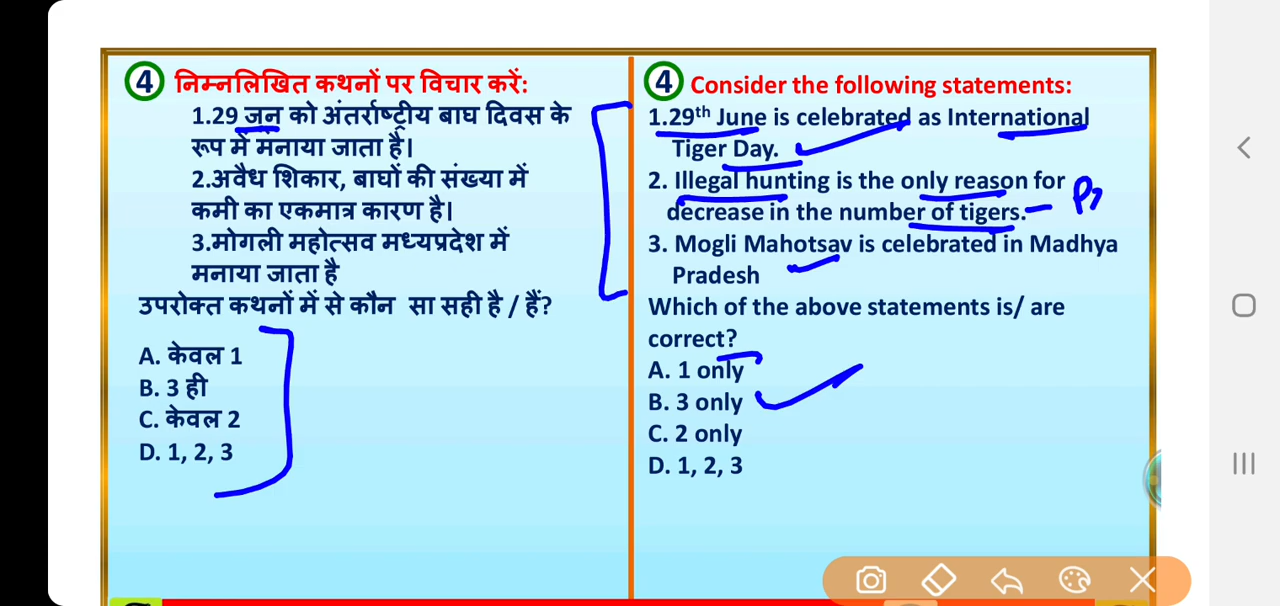 4 निम्नलिखित कथनों पर विचार करें:
1.29 जून को अंतर्राष्ट्रीय बाघ दिवस के
रूप में मनाया जाता है।
2.अवैध शिकार, बाघों की संख्या में
कमी का एकमात्र कारण है।
3.मोगली महोत्सव मध्यप्रदेश में
मनाया जाता है
उपरोक्त कथनों में से कौन सा सही है / हैं?
A. केवल 1
B. 3 ही
C. केवल 2
D. 1, 2, 3
4 Consider the following statements:
1.29th June is celebrated as International
Tiger Day.
2. Illegal hunting is the only reason for
decrease in the number of tigers.
3. Mogli Mahotsav is celebrated in Madhya
Pradesh
Which of the above statements is/ are
correct?
A. 1 only
B. 3 only
C. 2 only
D. 1, 2, 3